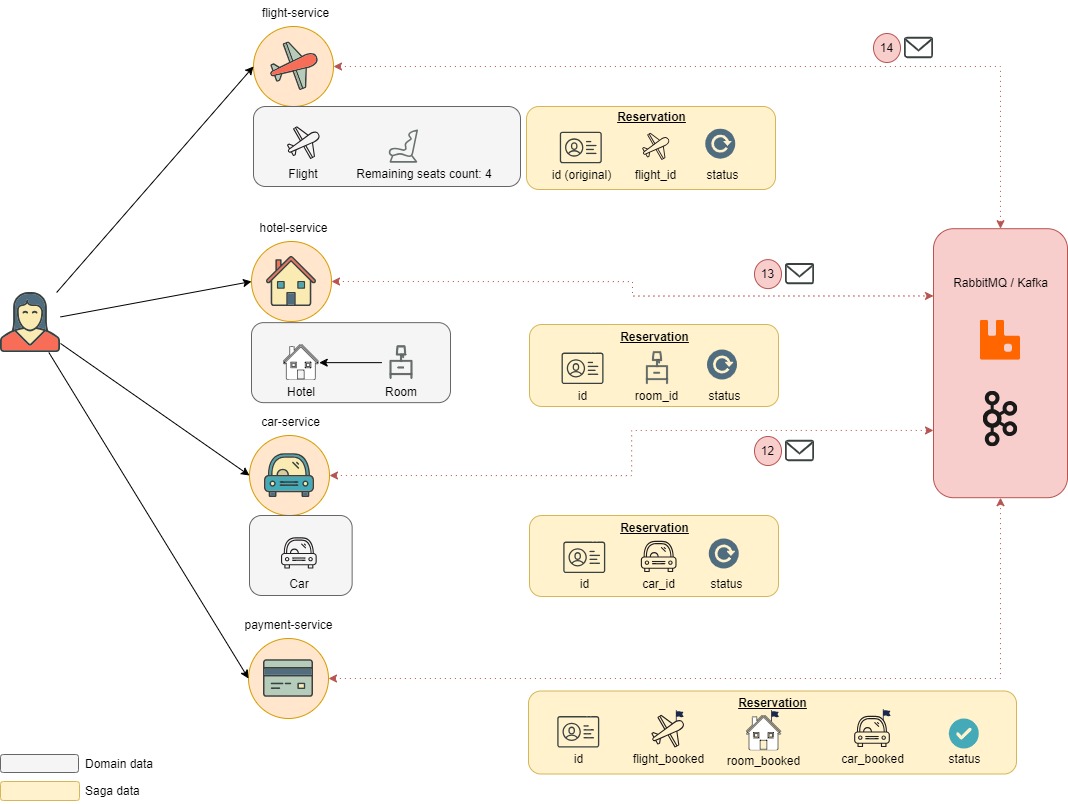 flight-service
14
Reservation
Flight
Remaining seats count: 4
id (original)
flight_id
status
hotel-service
13
RabbitMQ / Kafka
Reservation
Hotel
Room
id
room_id
status
car-service
12
Reservation
Car
id
car_id
status
payment-service
Reservation
id
flight_booked
room_booked
car_booked
status
Domain data
Saga data